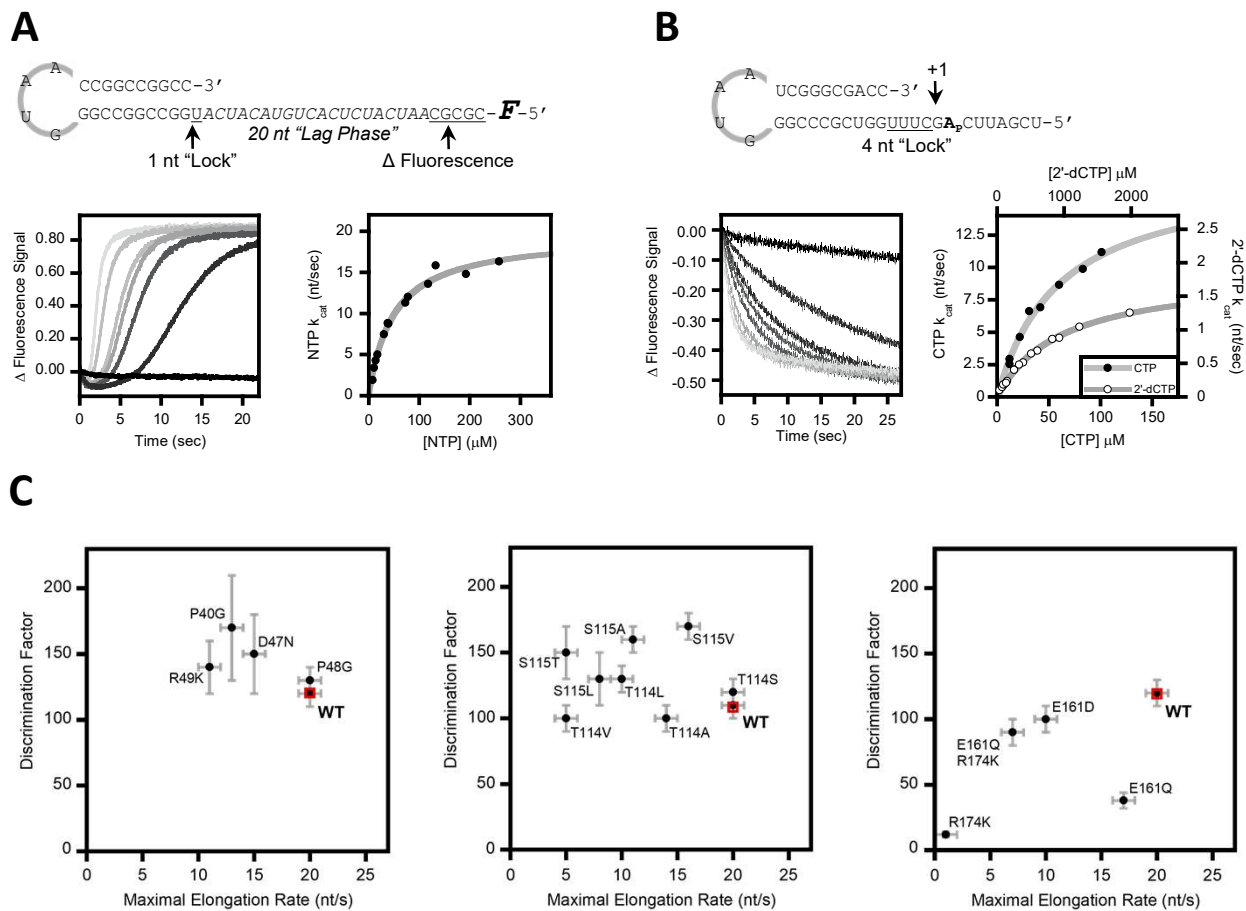 A
A A CCGGCCGGCC-3′
U G GGCCGGCCGGUACUACAUGUCACUCUACUAACGCGC-F-5′
20 nt “Lag Phase”
1 nt “Lock”
Δ Fluorescence
Δ Fluorescence Signal
0.80
0.60
0.40
0.20
0.00
0 5 10 15 20
Time (sec)
NTP kcat (nt/sec)
20
15
10
5
0
0 100 200 300
[NTP] (μM)
B
+1
A A UCGGGCGACC-3′
U G GGCCCGCUGGUUUCGAPCUUAGCU-5′
4 nt “Lock”
Δ Fluorescence Signal
0.00
-0.10
-0.20
-0.30
-0.40
-0.50
0 5 10 15 20 25
Time (sec)
[2'-dCTP] μM
0 1000 2000
CTP kcat (nt/sec)
12.5
10
7.5
5
2.5
0
2'-dCTP kcat (nt/sec)
2.5
2.0
1.5
1.0
0.5
0
CTP
2'-dCTP
0 50 100 150
[CTP] μM
C
Discrimination Factor
200
150
100
50
0
P40G
D47N
R49K
P48G
WT
0 5 10 15 20 25
Maximal Elongation Rate (nt/s)
Discrimination Factor
200
150
100
50
0
S115A
S115V
S115T
S115L
T114L
T114S
WT
T114V
T114A
0 5 10 15 20 25
Maximal Elongation Rate (nt/s)
Discrimination Factor
200
150
100
50
0
WT
E161D
E161Q
R174K
E161Q
R174K
0 5 10 15 20 25
Maximal Elongation Rate (nt/s)